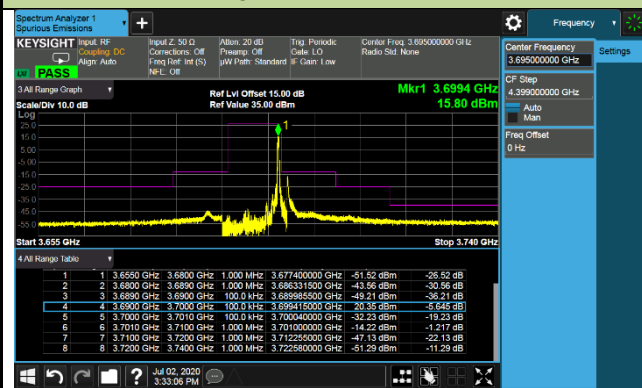 Spectrum Analyzer 1
Spurious Emissions
+
Frequency
KEYSIGHT Input: RF
Coupling: DC
Align: Auto
Input Z: 50 Ω
Corrections: Off
Freq Ref: Int (S)
NFE: Off
Atten: 20 dB
Preamp: Off
µW Path: Standard
Trig: Periodic
Gate: LO
IF Gain: Low
Center Freq: 3.695000000 GHz
Radio Std: None
LXI PASS
Center Frequency
3.695000000 GHz
Settings
CF Step
4.399000000 GHz
Auto
Man
Freq Offset
0 Hz
3 All Range Graph
Scale/Div 10.0 dB
Ref Lvl Offset 15.00 dB
Ref Value 35.00 dBm
Mkr1 3.6994 GHz
15.80 dBm
Log
25.0
15.0
5.00
-5.00
-15.0
-25.0
-35.0
-45.0
-55.0
1
Start 3.655 GHz
Stop 3.740 GHz
4 All Range Table
1 1 3.6550 GHz 3.6800 GHz 1.000 MHz 3.677400000 GHz -51.52 dBm -26.52 dB
2 2 3.6800 GHz 3.6890 GHz 1.000 MHz 3.686331500 GHz -43.56 dBm -30.56 dB
3 3 3.6890 GHz 3.6900 GHz 100.0 kHz 3.689985500 GHz -49.21 dBm -36.21 dB
4 4 3.6900 GHz 3.7000 GHz 100.0 kHz 3.699415000 GHz 20.35 dBm -5.645 dB
5 5 3.7000 GHz 3.7010 GHz 100.0 kHz 3.700040000 GHz -32.23 dBm -19.23 dB
6 6 3.7010 GHz 3.7100 GHz 1.000 MHz 3.701000000 GHz -14.22 dBm -1.217 dB
7 7 3.7100 GHz 3.7200 GHz 1.000 MHz 3.712255000 GHz -47.13 dBm -22.13 dB
8 8 3.7200 GHz 3.7400 GHz 1.000 MHz 3.722580000 GHz -51.29 dBm -11.29 dB
?
Jul 02, 2020
3:33:06 PM